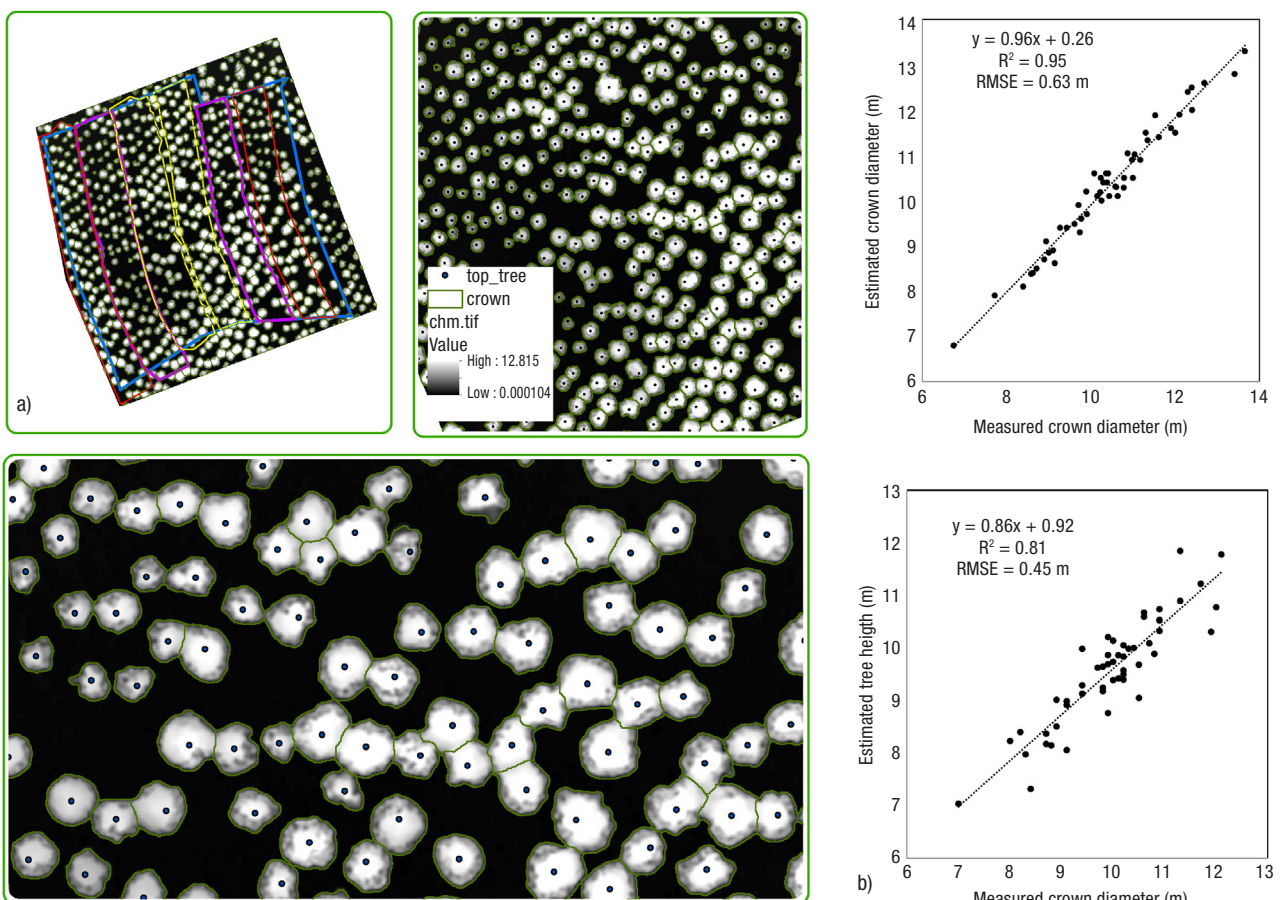 a)
top_tree
crown
chm.tif
Value
High : 12.815
Low : 0.000104
14
13
12
11
10
9
8
7
6
Estimated crown diameter (m)
y = 0.96x + 0.26
R² = 0.95
RMSE = 0.63 m
6
8
10
12
14
Measured crown diameter (m)
13
12
11
10
9
8
7
6
Estimated tree heigth (m)
y = 0.86x + 0.92
R² = 0.81
RMSE = 0.45 m
7
8
9
10
11
12
13
b)
Measured crown diameter (m)